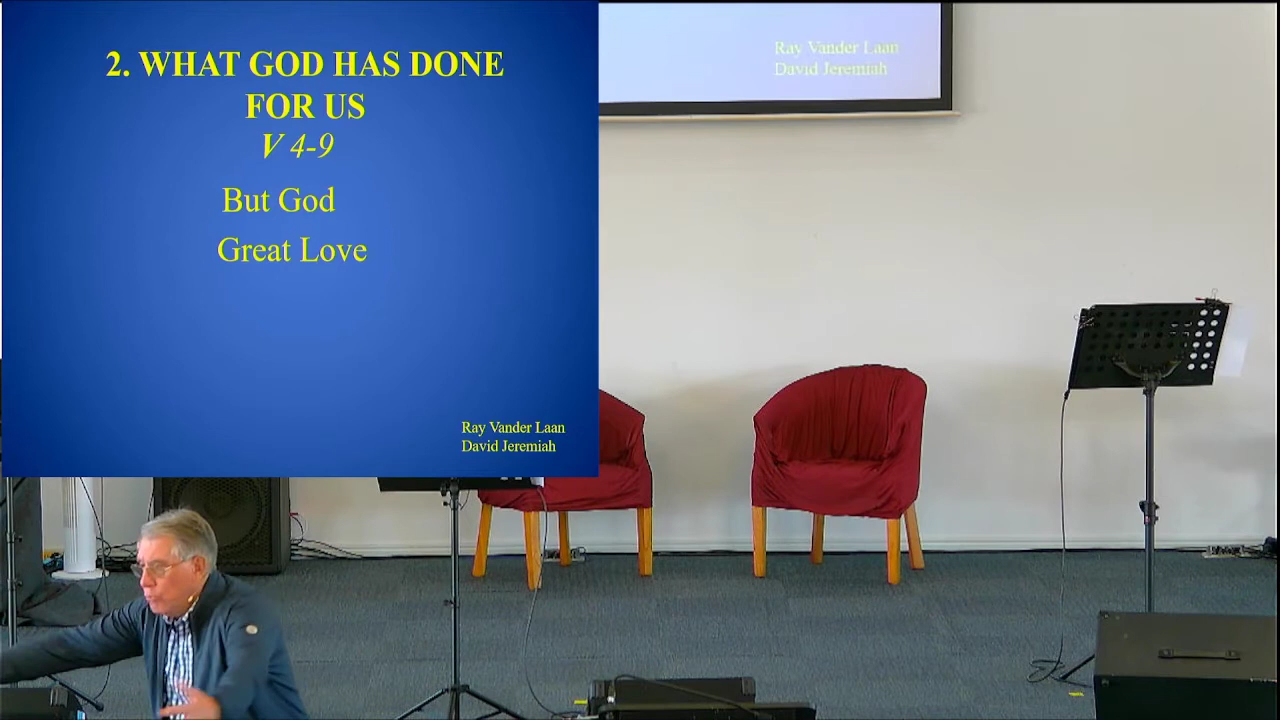 2. WHAT GOD HAS DONE
FOR US
V 4-9
But God
Great Love
Ray Vander Laan
David Jeremiah
Ray Vander Laan
David Jeremiah